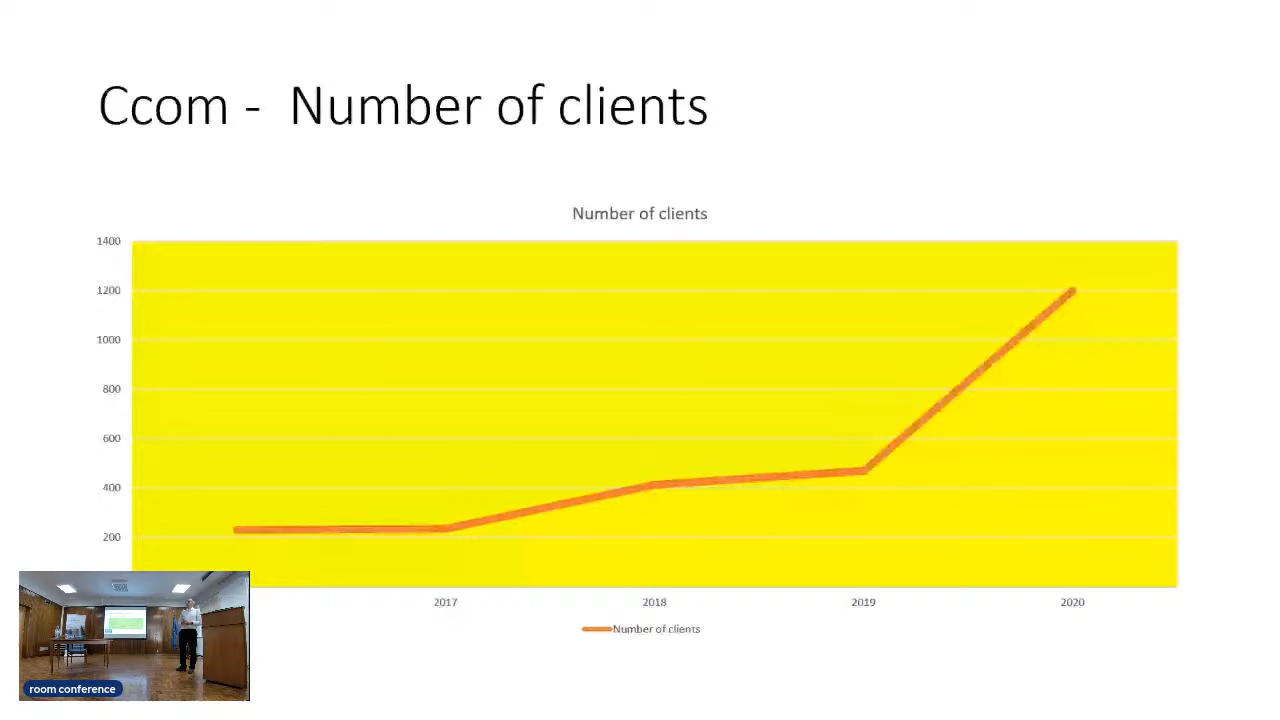 Ccom - Number of clients
Number of clients
1400
1200
1000
800
600
400
200
2017 2018 2019 2020
Number of clients
room conference